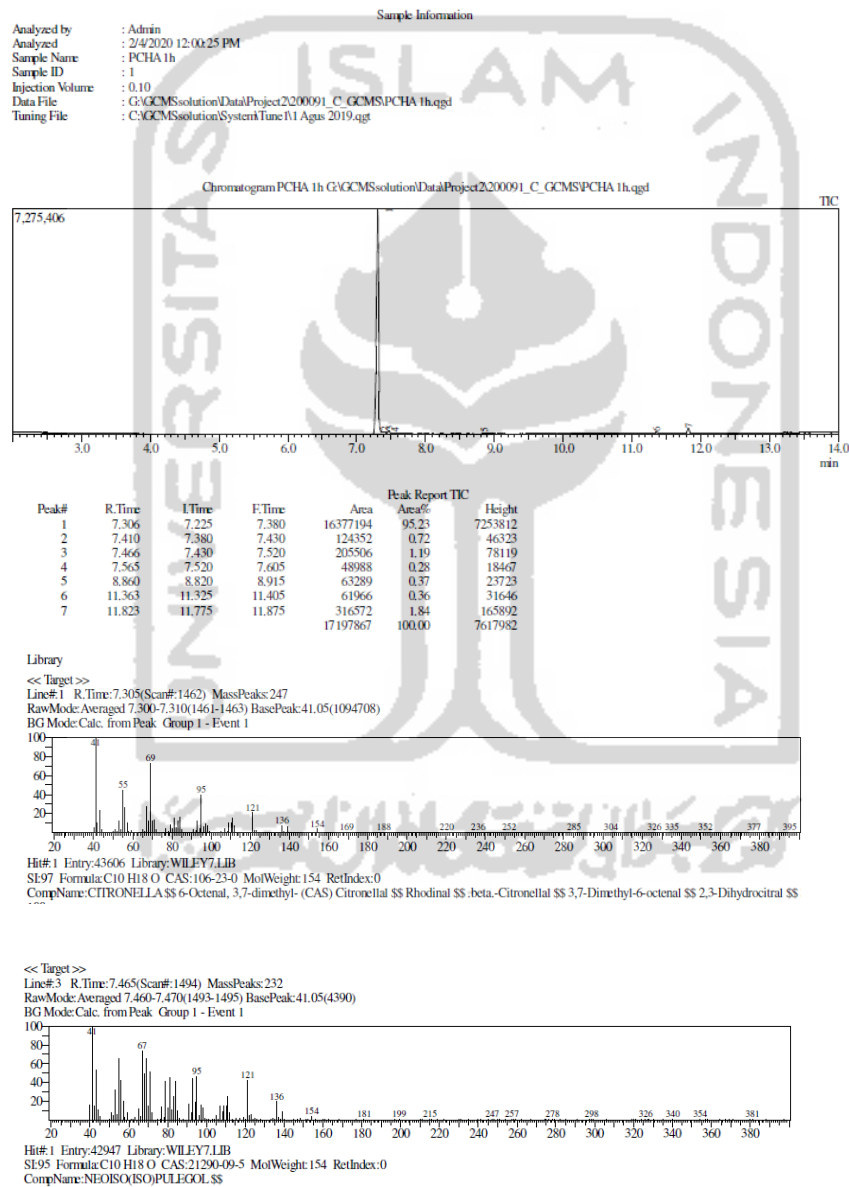 Sample Information
Analyzed by : Admin
Analyzed : 2/4/2020 12:00:25 PM
Sample Name : PCHA 1h
Sample ID : 1
Injection Volume : 0.10
Data File : G:\GCMSsolution\Data\Project2\200091_C_GCMS\PCHA 1h.qgd
Tuning File : C:\GCMSsolution\System\Tune1\1 Agus 2019.qgt
ISLAM
UNIVERSITAS
INDONESIA
Chromatogram PCHA 1h G:\GCMSsolution\Data\Project2\200091_C_GCMS\PCHA 1h.qgd
TIC
7,275,406
1
4 5 6 7
3.0 4.0 5.0 6.0 7.0 8.0 9.0 10.0 11.0 12.0 13.0 14.0
min
Peak Report TIC
Peak# R.Time I.Time F.Time Area Area% Height
1 7.306 7.225 7.380 16377194 95.23 7253812
2 7.410 7.380 7.430 124352 0.72 46323
3 7.466 7.430 7.520 205506 1.19 78119
4 7.565 7.520 7.605 48988 0.28 18467
5 8.860 8.820 8.915 63289 0.37 23723
6 11.363 11.325 11.405 61966 0.36 31646
7 11.823 11.775 11.875 316572 1.84 165892
17197867 100.00 7617982
Library
<< Target >>
Line#:1 R.Time:7.305(Scan#:1462) MassPeaks:247
RawMode:Averaged 7.300-7.310(1461-1463) BasePeak:41.05(1094708)
BG Mode:Calc. from Peak Group 1 - Event 1
100
80
60
40
20
41 55 69 95 121 136 154 169 188 220 236 252 285 304 326 335 352 377 395
20 40 60 80 100 120 140 160 180 200 220 240 260 280 300 320 340 360 380
Hit#:1 Entry:43606 Library:WILEY7.LIB
SI:97 Formula:C10 H18 O CAS:106-23-0 MolWeight:154 RetIndex:0
CompName:CITRONELLA $$ 6-Octenal, 3,7-dimethyl- (CAS) Citronellal $$ Rhodinal $$ .beta.-Citronellal $$ 3,7-Dimethyl-6-octenal $$ 2,3-Dihydrocitral $$
<< Target >>
Line#:3 R.Time:7.465(Scan#:1494) MassPeaks:232
RawMode:Averaged 7.460-7.470(1493-1495) BasePeak:41.05(4390)
BG Mode:Calc. from Peak Group 1 - Event 1
100
80
60
40
20
41 67 95 121 136 154 181 199 215 247 257 278 298 326 340 354 381
20 40 60 80 100 120 140 160 180 200 220 240 260 280 300 320 340 360 380
Hit#:1 Entry:42947 Library:WILEY7.LIB
SI:95 Formula:C10 H18 O CAS:21290-09-5 MolWeight:154 RetIndex:0
CompName:NEOISO(ISO)PULEGOL $$